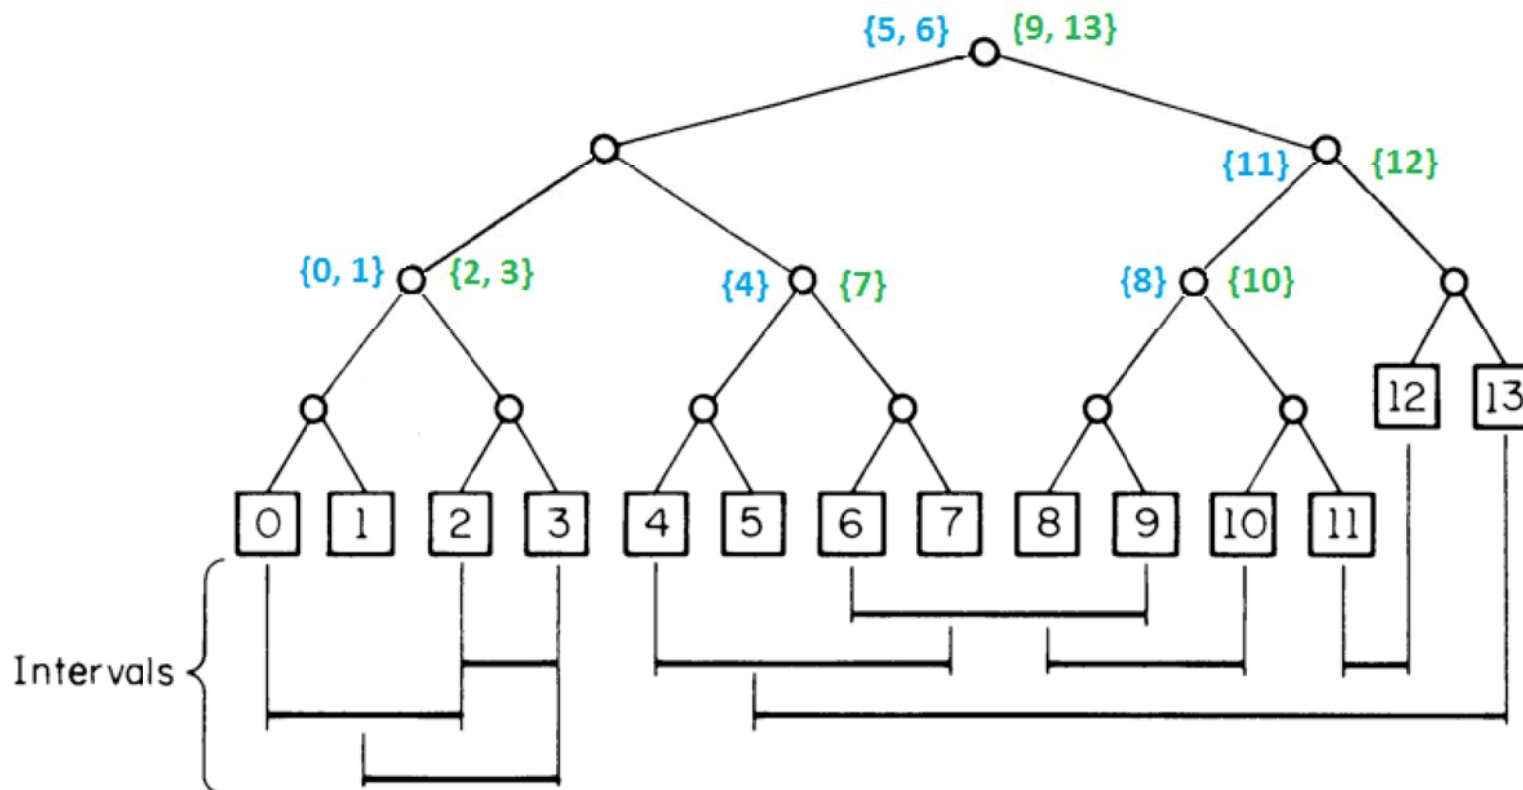 {5, 6} {9, 13}
{11} {12}
{0, 1} {2, 3} {4} {7} {8} {10}
12 13
0 1 2 3 4 5 6 7 8 9 10 11
Intervals